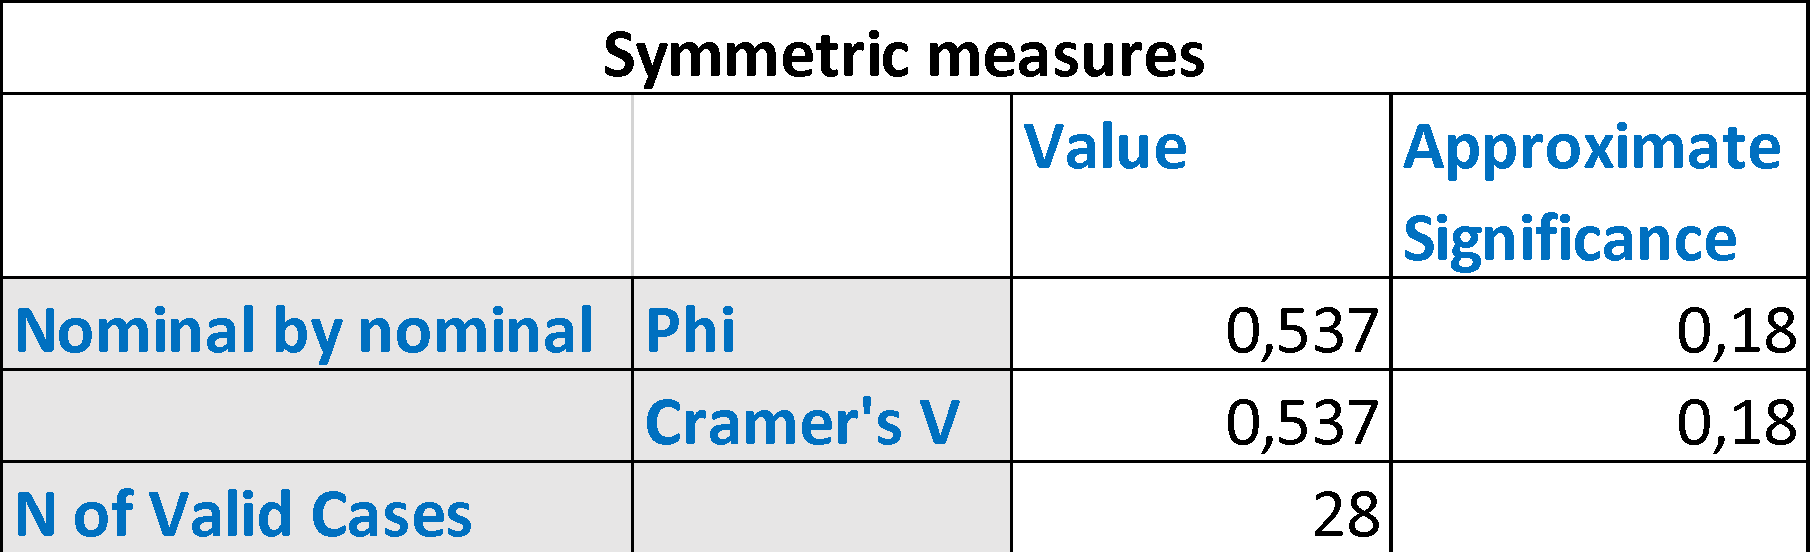 Symmetric measures
Value Approximate
Significance
Nominal by nominal Phi 0,537 0,18
Cramer's V 0,537 0,18
N of Valid Cases 28